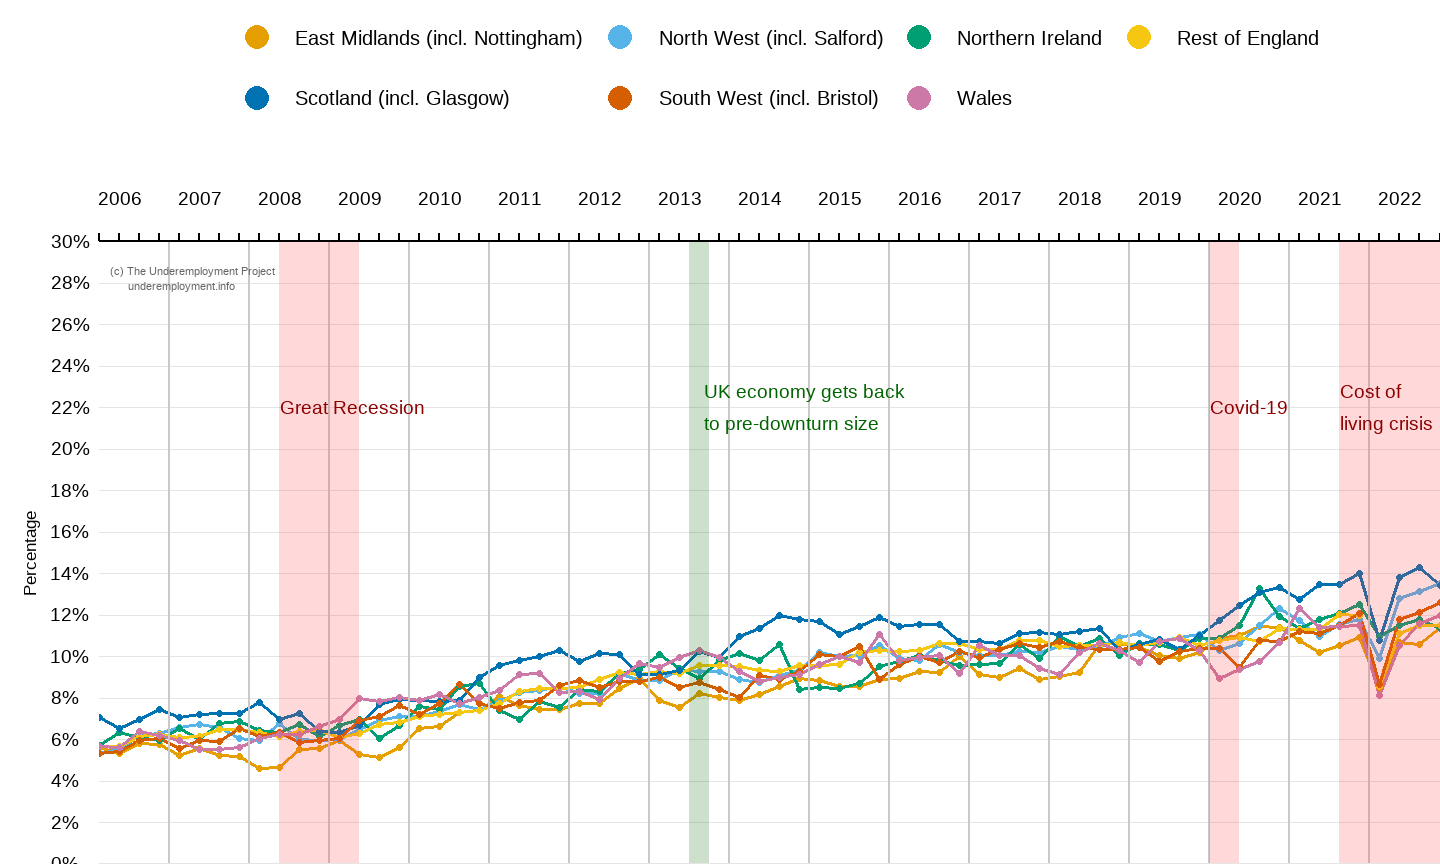 East Midlands (incl. Nottingham) North West (incl. Salford) Northern Ireland Rest of England
Scotland (incl. Glasgow) South West (incl. Bristol) Wales
2006 2007 2008 2009 2010 2011 2012 2013 2014 2015 2016 2017 2018 2019 2020 2021 2022
30%
(c) The Underemployment Project
28%
underemployment.info
26%
24%
UK economy gets back
Cost of
22%
Great Recession
Covid-19
to pre-downturn size
living crisis
20%
18%
16%
Percentage
14%
12%
10%
8%
6%
4%
2%
0%